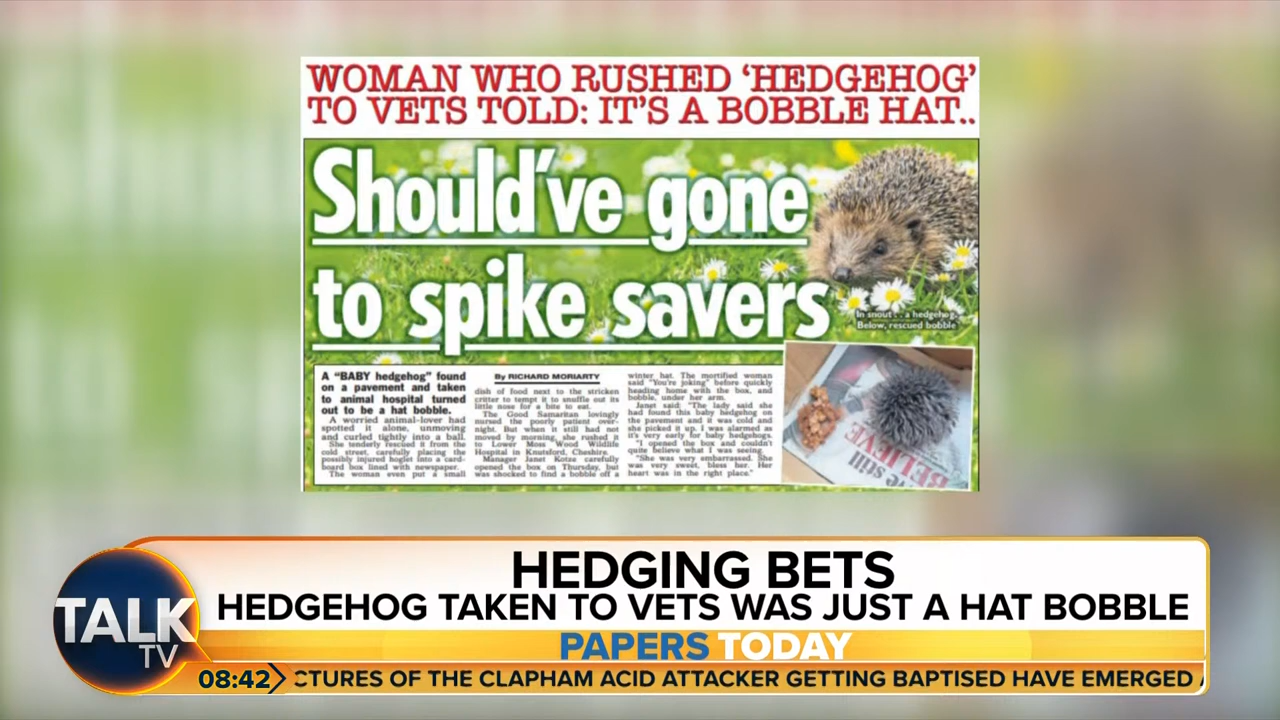 WOMAN WHO RUSHED ‘HEDGEHOG’
TO VETS TOLD: IT’S A BOBBLE HAT..
Should’ve gone
to spike savers
In snout . . a hedgehog.
Below, rescued bobble
A “BABY hedgehog” found
on a pavement and taken
to animal hospital turned
out to be a hat bobble.
A worried animal-lover had
spotted it alone, unmoving
and curled tightly into a ball.
She tenderly rescued it from the
cold street, carefully placing the
possibly injured hoglet into a card-
board box lined with newspaper.
The woman even put a small
By RICHARD MORIARTY
dish of food next to the stricken
critter to tempt it to snuffle out its
little nose for a bite to eat.
The Good Samaritan lovingly
nursed the poorly patient over-
night. But when it still had not
moved by morning, she rushed it
to Lower Moss Wood Wildlife
Hospital in Knutsford, Cheshire.
Manager Janet Kotze carefully
opened the box on Thursday, but
was shocked to find a bobble off a
winter hat. The mortified woman
said “You’re joking” before quickly
heading home with the box, and
bobble, under her arm.
Janet said: “The lady said she
had found this baby hedgehog on
the pavement and it was cold and
she picked it up. I was alarmed as
it’s very early for baby hedgehogs.
“I opened the box and couldn’t
quite believe what I was seeing.
“She was very embarrassed. She
was very sweet, bless her. Her
heart was in the right place.”
re still
BELIEVE
HEDGING BETS
HEDGEHOG TAKEN TO VETS WAS JUST A HAT BOBBLE
PAPERS TODAY
TALK
TV
08:42
CTURES OF THE CLAPHAM ACID ATTACKER GETTING BAPTISED HAVE EMERGED